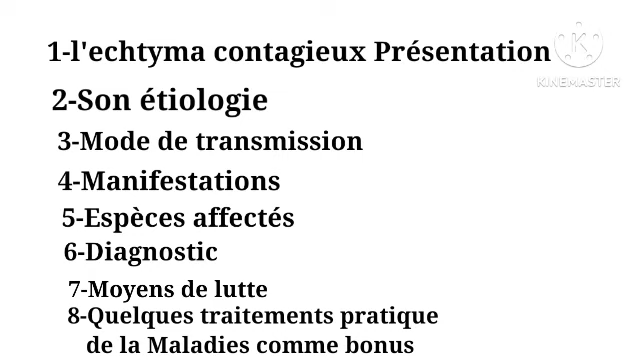 1-l'echtyma contagieux Présentation
KINEMASTER
2-Son étiologie
3-Mode de transmission
4-Manifestations
5-Espèces affectés
6-Diagnostic
7-Moyens de lutte
8-Quelques traitements pratique
de la Maladies comme bonus